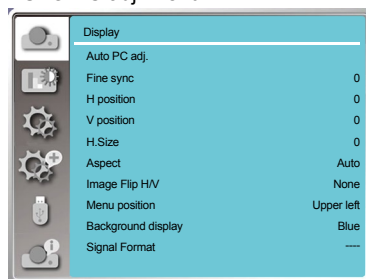 Display
Auto PC adj.
Fine sync 0
H position 0
V position 0
H.Size 0
Aspect Auto
Image Flip H/V None
Menu position Upper left
Background display Blue
Signal Format ----